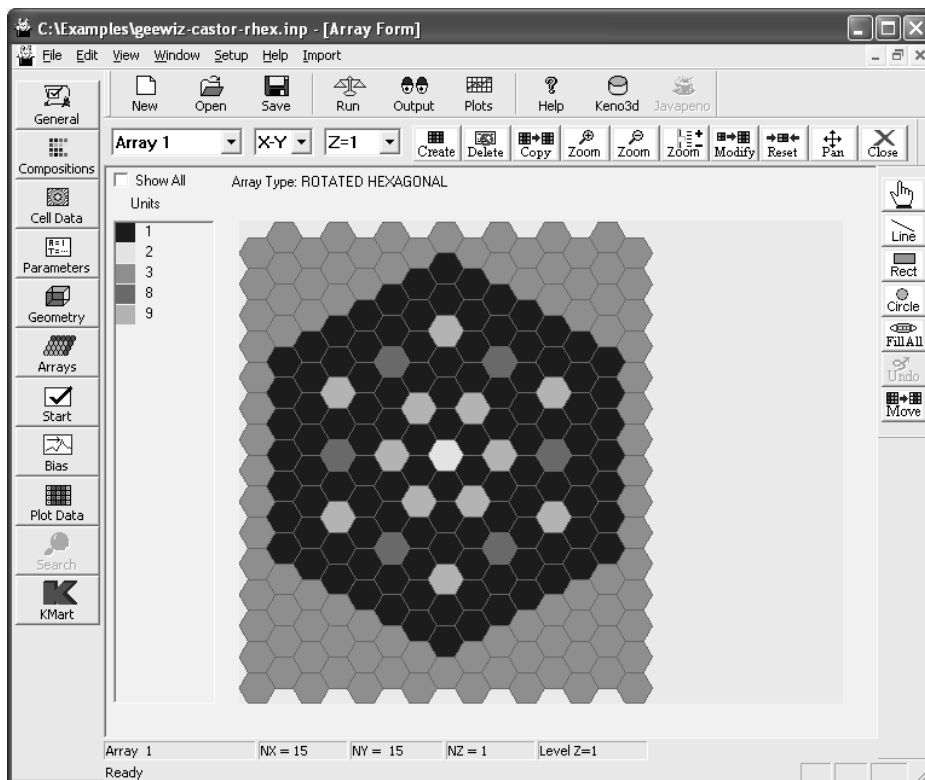 C:\Examples\geewiz-castor-rhex.inp - [Array Form]
File Edit View Window Setup Help Import
New Open Save Run Output Plots Help Keno3d Javapeno
Array 1 X-Y Z=1 Create Delete Copy Zoom Zoom Zoom Modify Reset Pan Close
General
Compositions
Cell Data
Parameters
Geometry
Arrays
Start
Bias
Plot Data
Search
KMart
Show All Array Type: ROTATED HEXAGONAL
Units
1
2
3
8
9
Line
Rect
Circle
Fill All
Undo
Move
Array 1 NX = 15 NY = 15 NZ = 1 Level Z=1
Ready